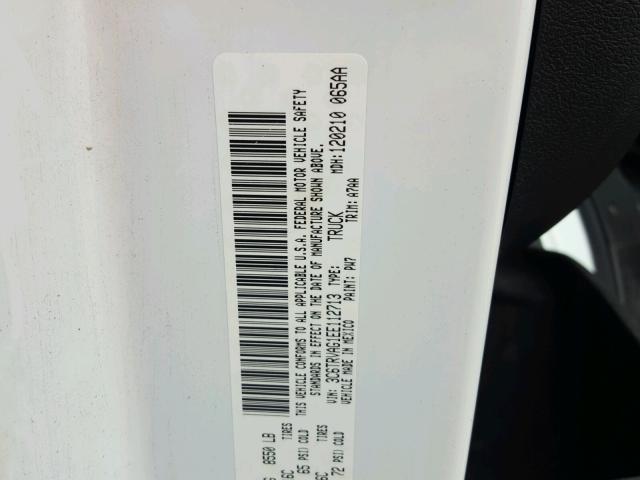 8550 LB
TIRES
65 PSI COLD
TIRES
72 PSI COLD
THIS VEHICLE CONFORMS TO ALL APPLICABLE U.S.A. FEDERAL MOTOR VEHICLE SAFETY
STANDARDS IN EFFECT ON THE DATE OF MANUFACTURE SHOWN ABOVE.
VIN: 3C6TRVAG1EE112713 TYPE: TRUCK MDH: 120210 065AA
VEHICLE MADE IN MEXICO PAINT: PW7 TRIM: A7AA